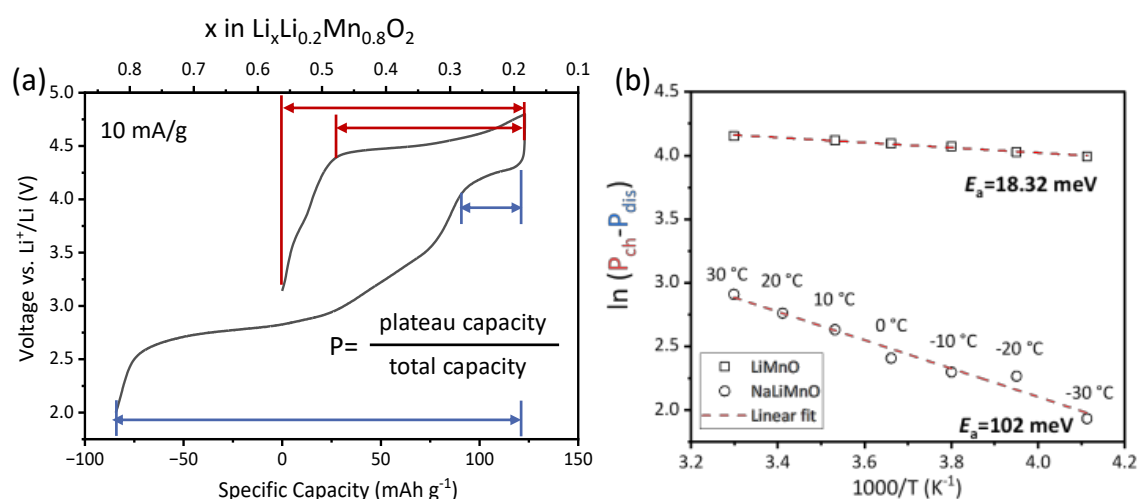 x in LiₓLi₀.₂Mn₀.₈O₂
(a)
0.8 0.7 0.6 0.5 0.4 0.3 0.2 0.1
10 mA/g
5.0
4.5
4.0
3.5
3.0
2.5
2.0
Voltage vs. Li⁺/Li (V)
P= plateau capacity
total capacity
−100 −50 0 50 100 150
Specific Capacity (mAh g⁻¹)
(b)
4.5
4.0
3.5
3.0
2.5
2.0
ln (P_ch-P_dis)
Eₐ=18.32 meV
30 °C
20 °C
10 °C
0 °C
-10 °C
-20 °C
-30 °C
LiMnO
NaLiMnO
Linear fit
Eₐ=102 meV
3.2 3.4 3.6 3.8 4.0 4.2
1000/T (K⁻¹)